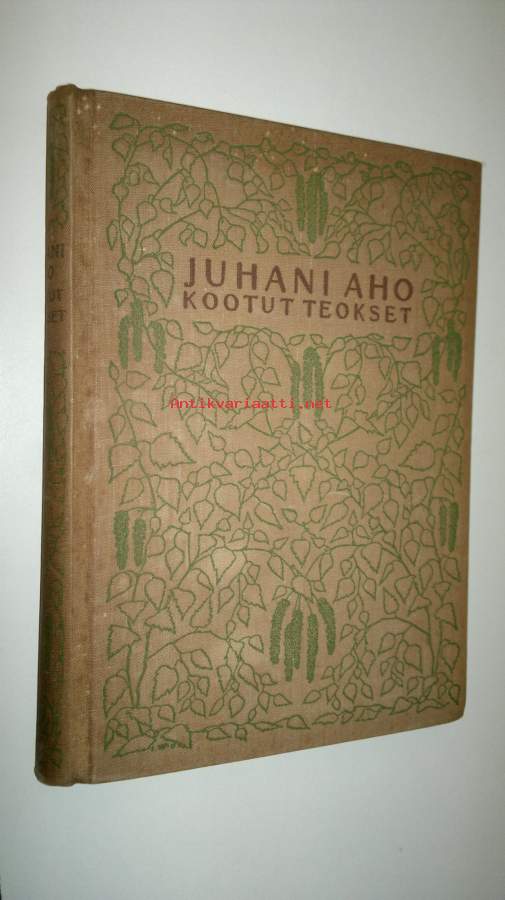 JUHANI AHO
KOOTUT TEOKSET
Antikvariaatti.net